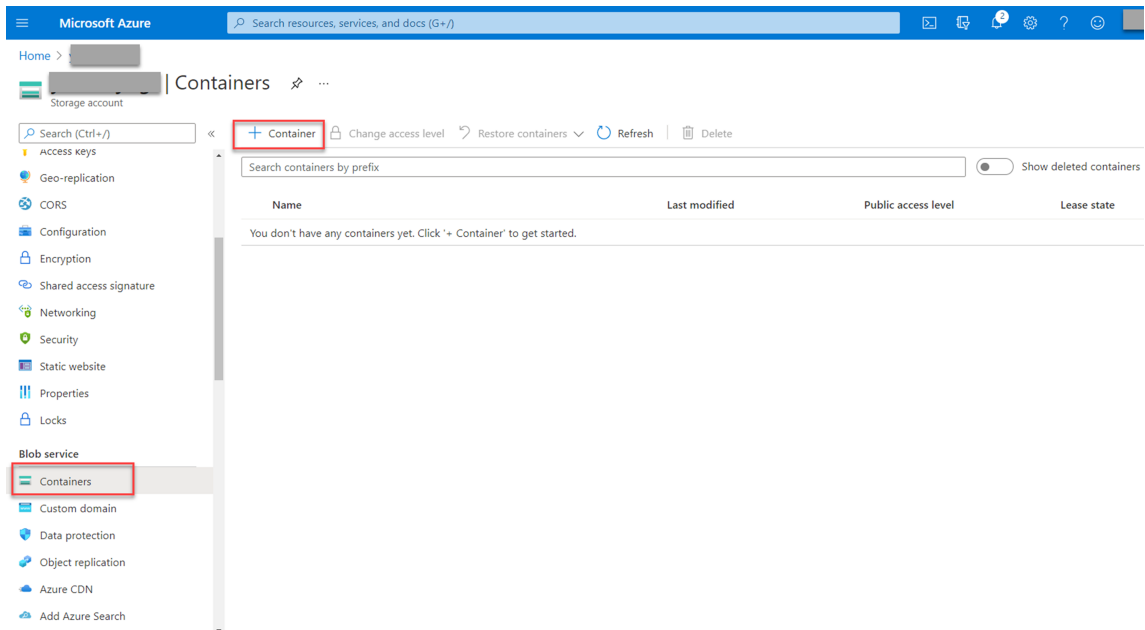 Microsoft Azure
Search resources, services, and docs (G+/)
2
Home >
| Containers
Storage account
Search (Ctrl+/)
«
+ Container
Change access level
Restore containers
Refresh
Delete
Access keys
Search containers by prefix
Show deleted containers
Geo-replication
CORS
Name Last modified Public access level Lease state
Configuration
You don't have any containers yet. Click '+ Container' to get started.
Encryption
Shared access signature
Networking
Security
Static website
Properties
Locks
Blob service
Containers
Custom domain
Data protection
Object replication
Azure CDN
Add Azure Search